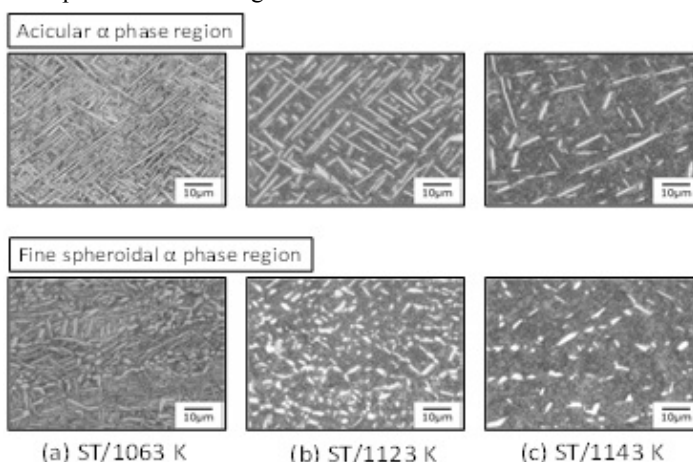 Acicular α phase region
10μm
10μm
10μm
Fine spheroidal α phase region
10μm
10μm
10μm
(a) ST/1063 K
(b) ST/1123 K
(c) ST/1143 K